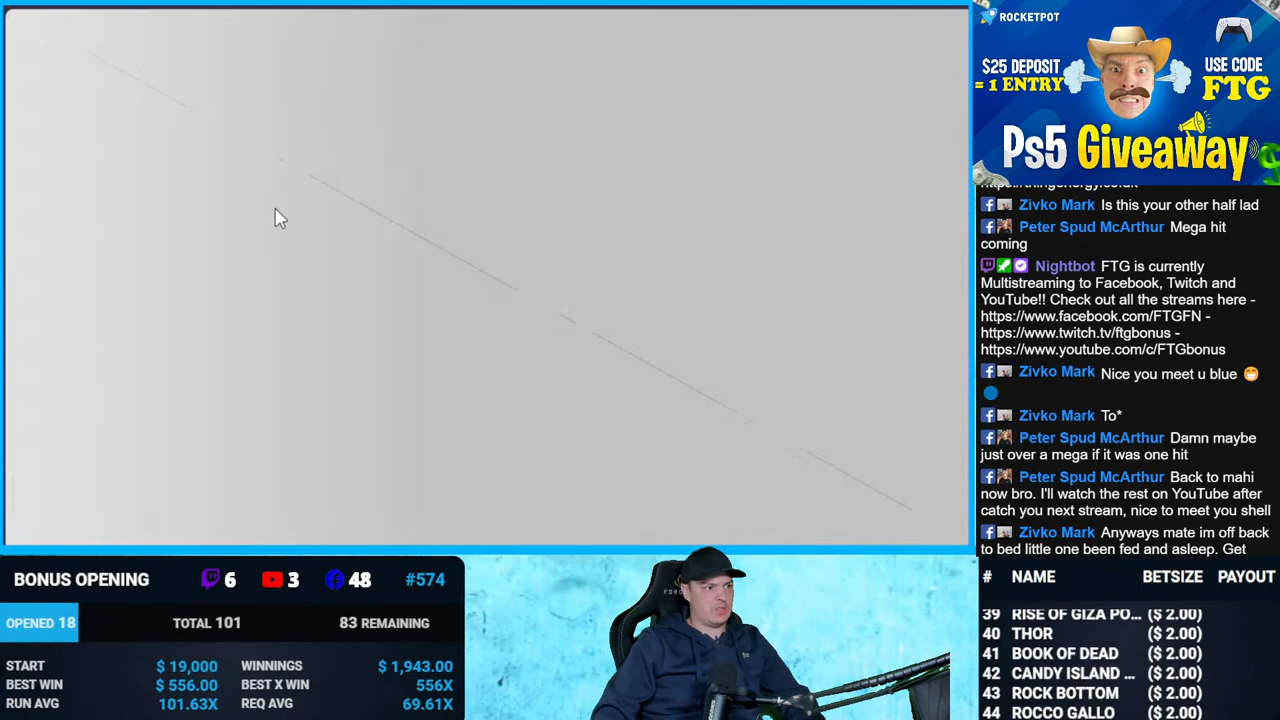 ROCKETPOT
$25 DEPOSIT
= 1 ENTRY
USE CODE
FTG
Ps5 Giveaway
Zivko Mark Is this your other half lad
Peter Spud McArthur Mega hit
coming
Nightbot FTG is currently
Multistreaming to Facebook, Twitch and
YouTube!! Check out all the streams here -
https://www.facebook.com/FTGFN -
https://www.twitch.tv/ftgbonus -
https://www.youtube.com/c/FTGbonus
Zivko Mark Nice you meet u blue
Zivko Mark To*
Peter Spud McArthur Damn maybe
just over a mega if it was one hit
Peter Spud McArthur Back to mahi
now bro. I'll watch the rest on YouTube after
catch you next stream, nice to meet you shell
Zivko Mark Anyways mate im off back
to bed little one been fed and asleep. Get
BONUS OPENING 6 3 48 #574
OPENED 18 TOTAL 101 83 REMAINING
START $ 19,000 WINNINGS $ 1,943.00
BEST WIN $ 556.00 BEST X WIN 556X
RUN AVG 101.63X REQ AVG 69.61X
# NAME BETSIZE PAYOUT
39 RISE OF GIZA PO... ($ 2.00)
40 THOR ($ 2.00)
41 BOOK OF DEAD ($ 2.00)
42 CANDY ISLAND ... ($ 2.00)
43 ROCK BOTTOM ($ 2.00)
44 ROCCO GALLO ($ 2.00)